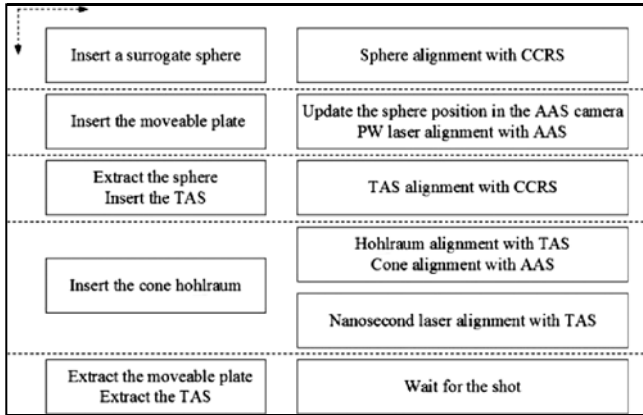 Insert a surrogate sphere
Sphere alignment with CCRS
Insert the moveable plate
Update the sphere position in the AAS camera
PW laser alignment with AAS
Extract the sphere
Insert the TAS
TAS alignment with CCRS
Insert the cone hohlraum
Hohlraum alignment with TAS
Cone alignment with AAS
Nanosecond laser alignment with TAS
Extract the moveable plate
Extract the TAS
Wait for the shot